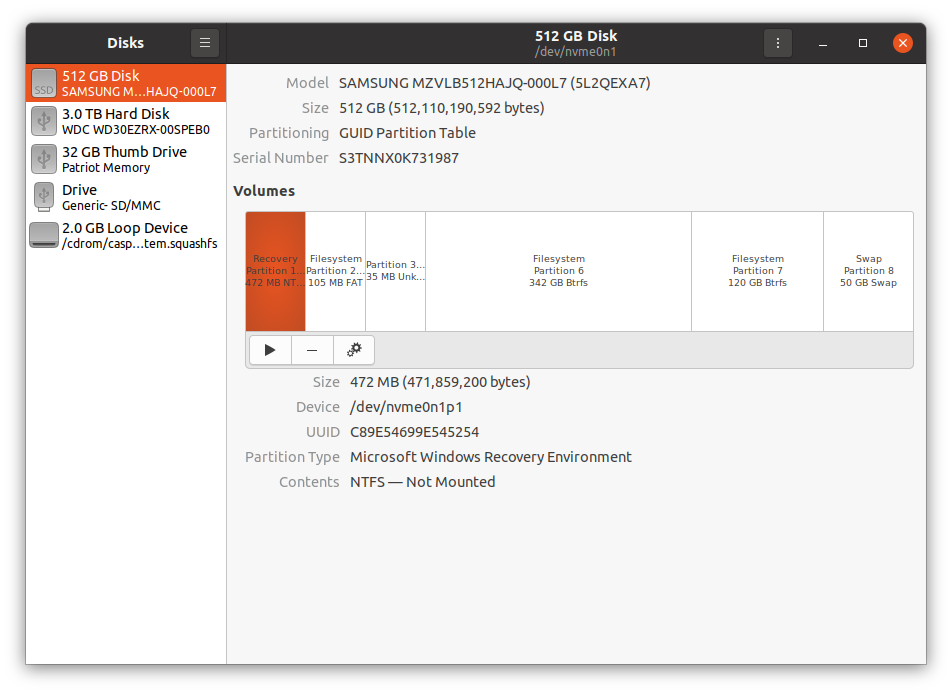 Disks
512 GB Disk
/dev/nvme0n1
SSD
512 GB Disk
SAMSUNG M…HAJQ-000L7
3.0 TB Hard Disk
WDC WD30EZRX-00SPEB0
32 GB Thumb Drive
Patriot Memory
Drive
Generic- SD/MMC
2.0 GB Loop Device
/cdrom/casp…tem.squashfs
Model SAMSUNG MZVLB512HAJQ-000L7 (5L2QEXA7)
Size 512 GB (512,110,190,592 bytes)
Partitioning GUID Partition Table
Serial Number S3TNNX0K731987
Volumes
Recovery
Partition 1…
472 MB NT…
Filesystem
Partition 2…
105 MB FAT
Partition 3…
35 MB Unk…
Filesystem
Partition 6
342 GB Btrfs
Filesystem
Partition 7
120 GB Btrfs
Swap
Partition 8
50 GB Swap
Size 472 MB (471,859,200 bytes)
Device /dev/nvme0n1p1
UUID C89E54699E545254
Partition Type Microsoft Windows Recovery Environment
Contents NTFS — Not Mounted